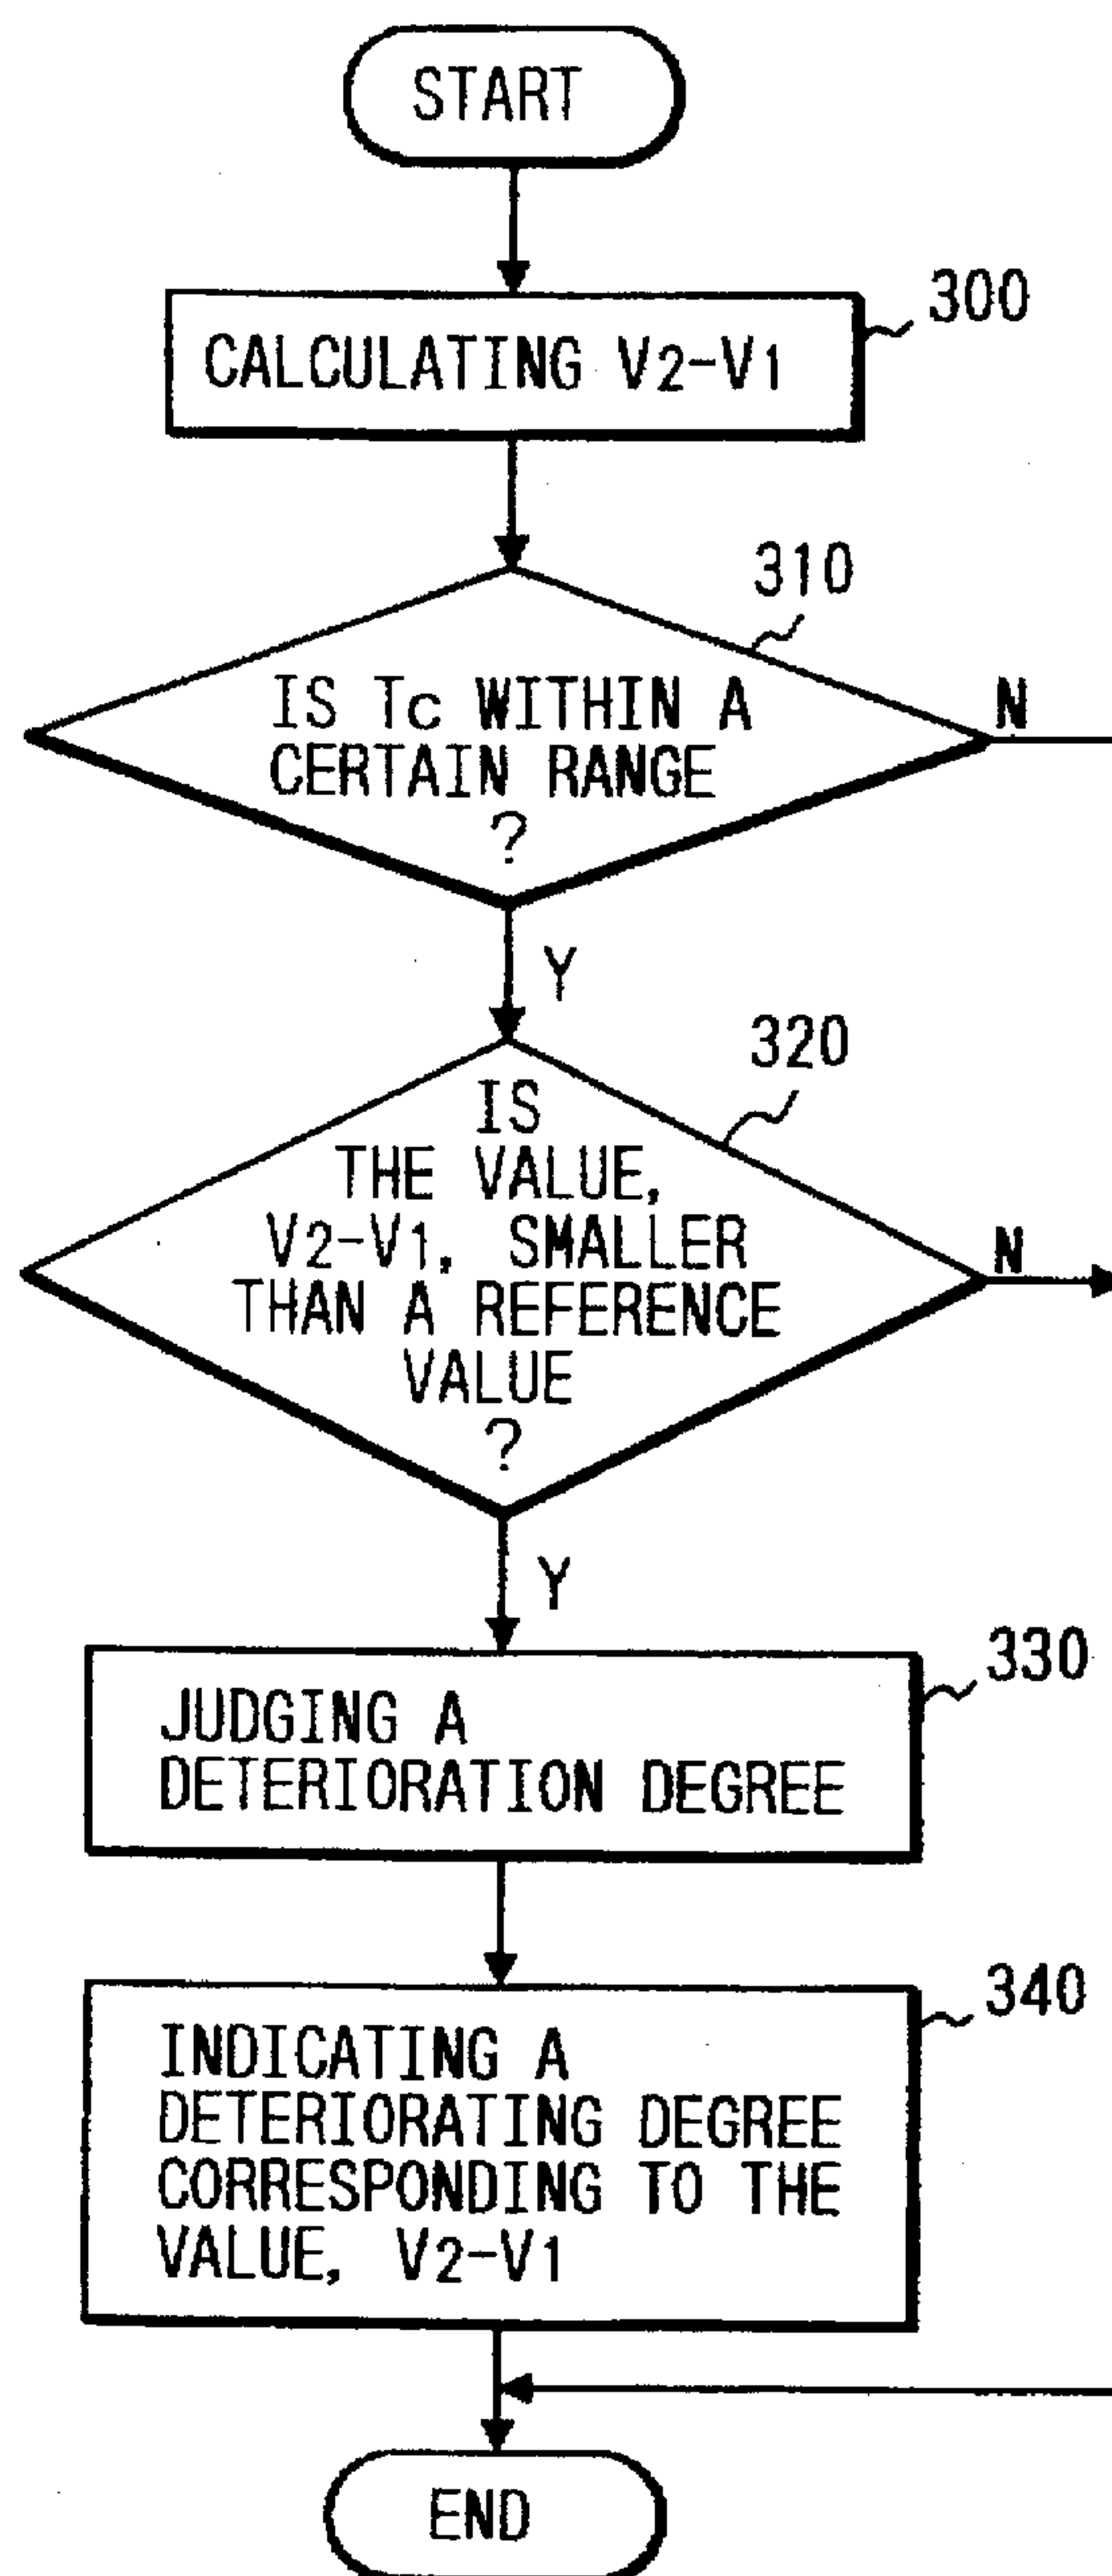 START
300
CALCULATING V2-V1
310
IS Tc WITHIN A
CERTAIN RANGE
?
N
Y
320
IS
THE VALUE,
V2-V1, SMALLER
THAN A REFERENCE
VALUE
?
N
Y
330
JUDGING A
DETERIORATION DEGREE
340
INDICATING A
DETERIORATING DEGREE
CORRESPONDING TO THE
VALUE, V2-V1
END